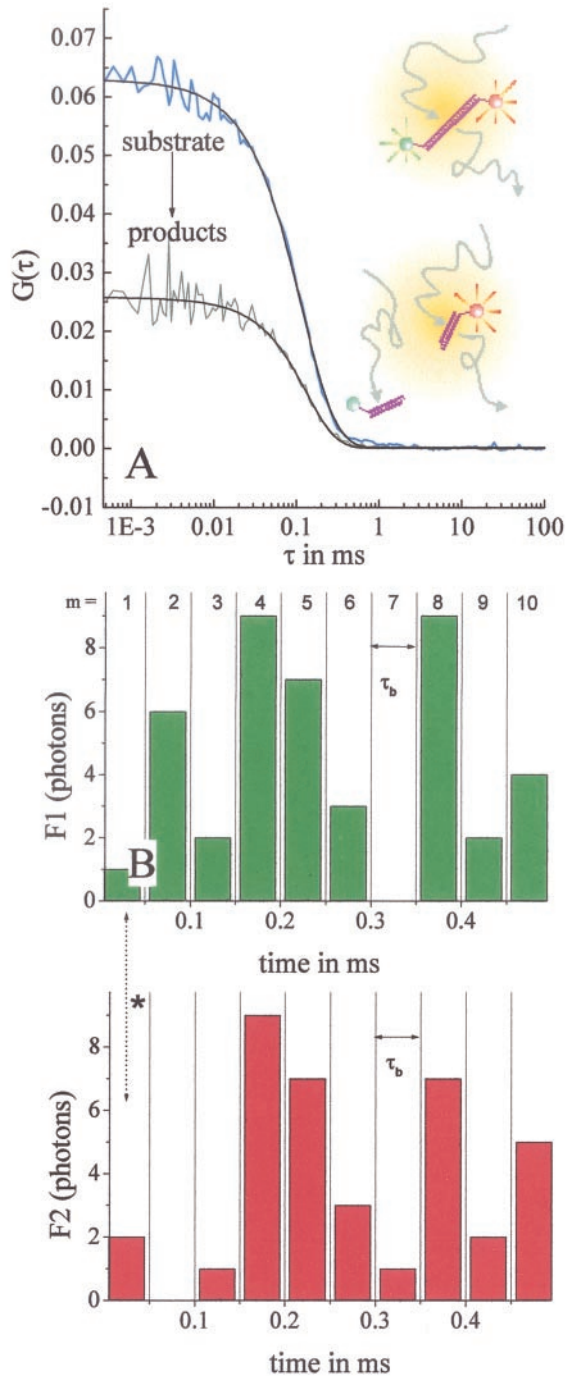 0.07
0.06
0.05
0.04
0.03
0.02
0.01
0.00
-0.01
G(τ)
substrate
products
A
1E-3 0.01 0.1 1 10 100
τ in ms
m = 1 2 3 4 5 6 7 8 9 10
8
6
4
2
0
F1 (photons)
τb
B
0.1 0.2 0.3 0.4
time in ms
*
8
6
4
2
0
F2 (photons)
τb
0.1 0.2 0.3 0.4
time in ms